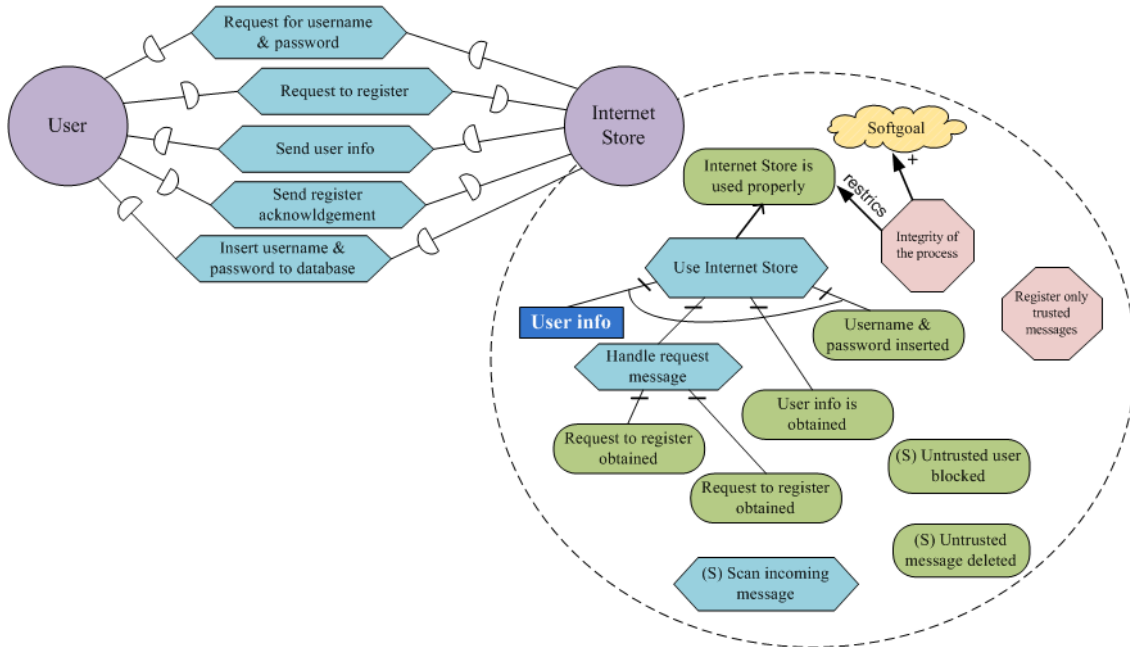 Request for username
& password
Request to register
Send user info
Send register
acknowldgement
Insert username &
password to database
User
Internet
Store
Softgoal
+
restrics
Internet Store is
used properly
Integrity of
the process
Use Internet Store
Register only
trusted
messages
User info
Username &
password inserted
Handle request
message
User info is
obtained
Request to register
obtained
Request to register
obtained
(S) Untrusted user
blocked
(S) Untrusted
message deleted
(S) Scan incoming
message